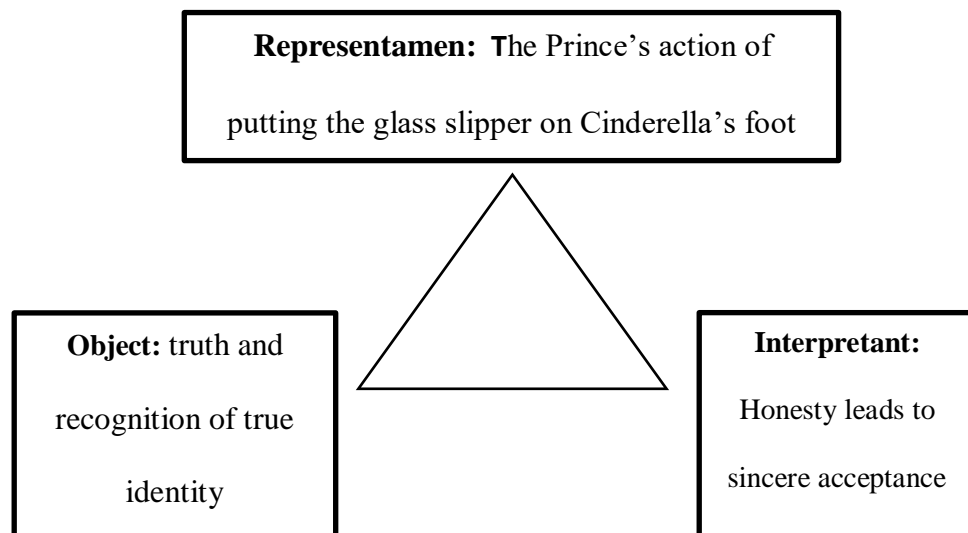 Representamen: The Prince’s action of
putting the glass slipper on Cinderella’s foot
Object: truth and
recognition of true
identity
Interpretant:
Honesty leads to
sincere acceptance